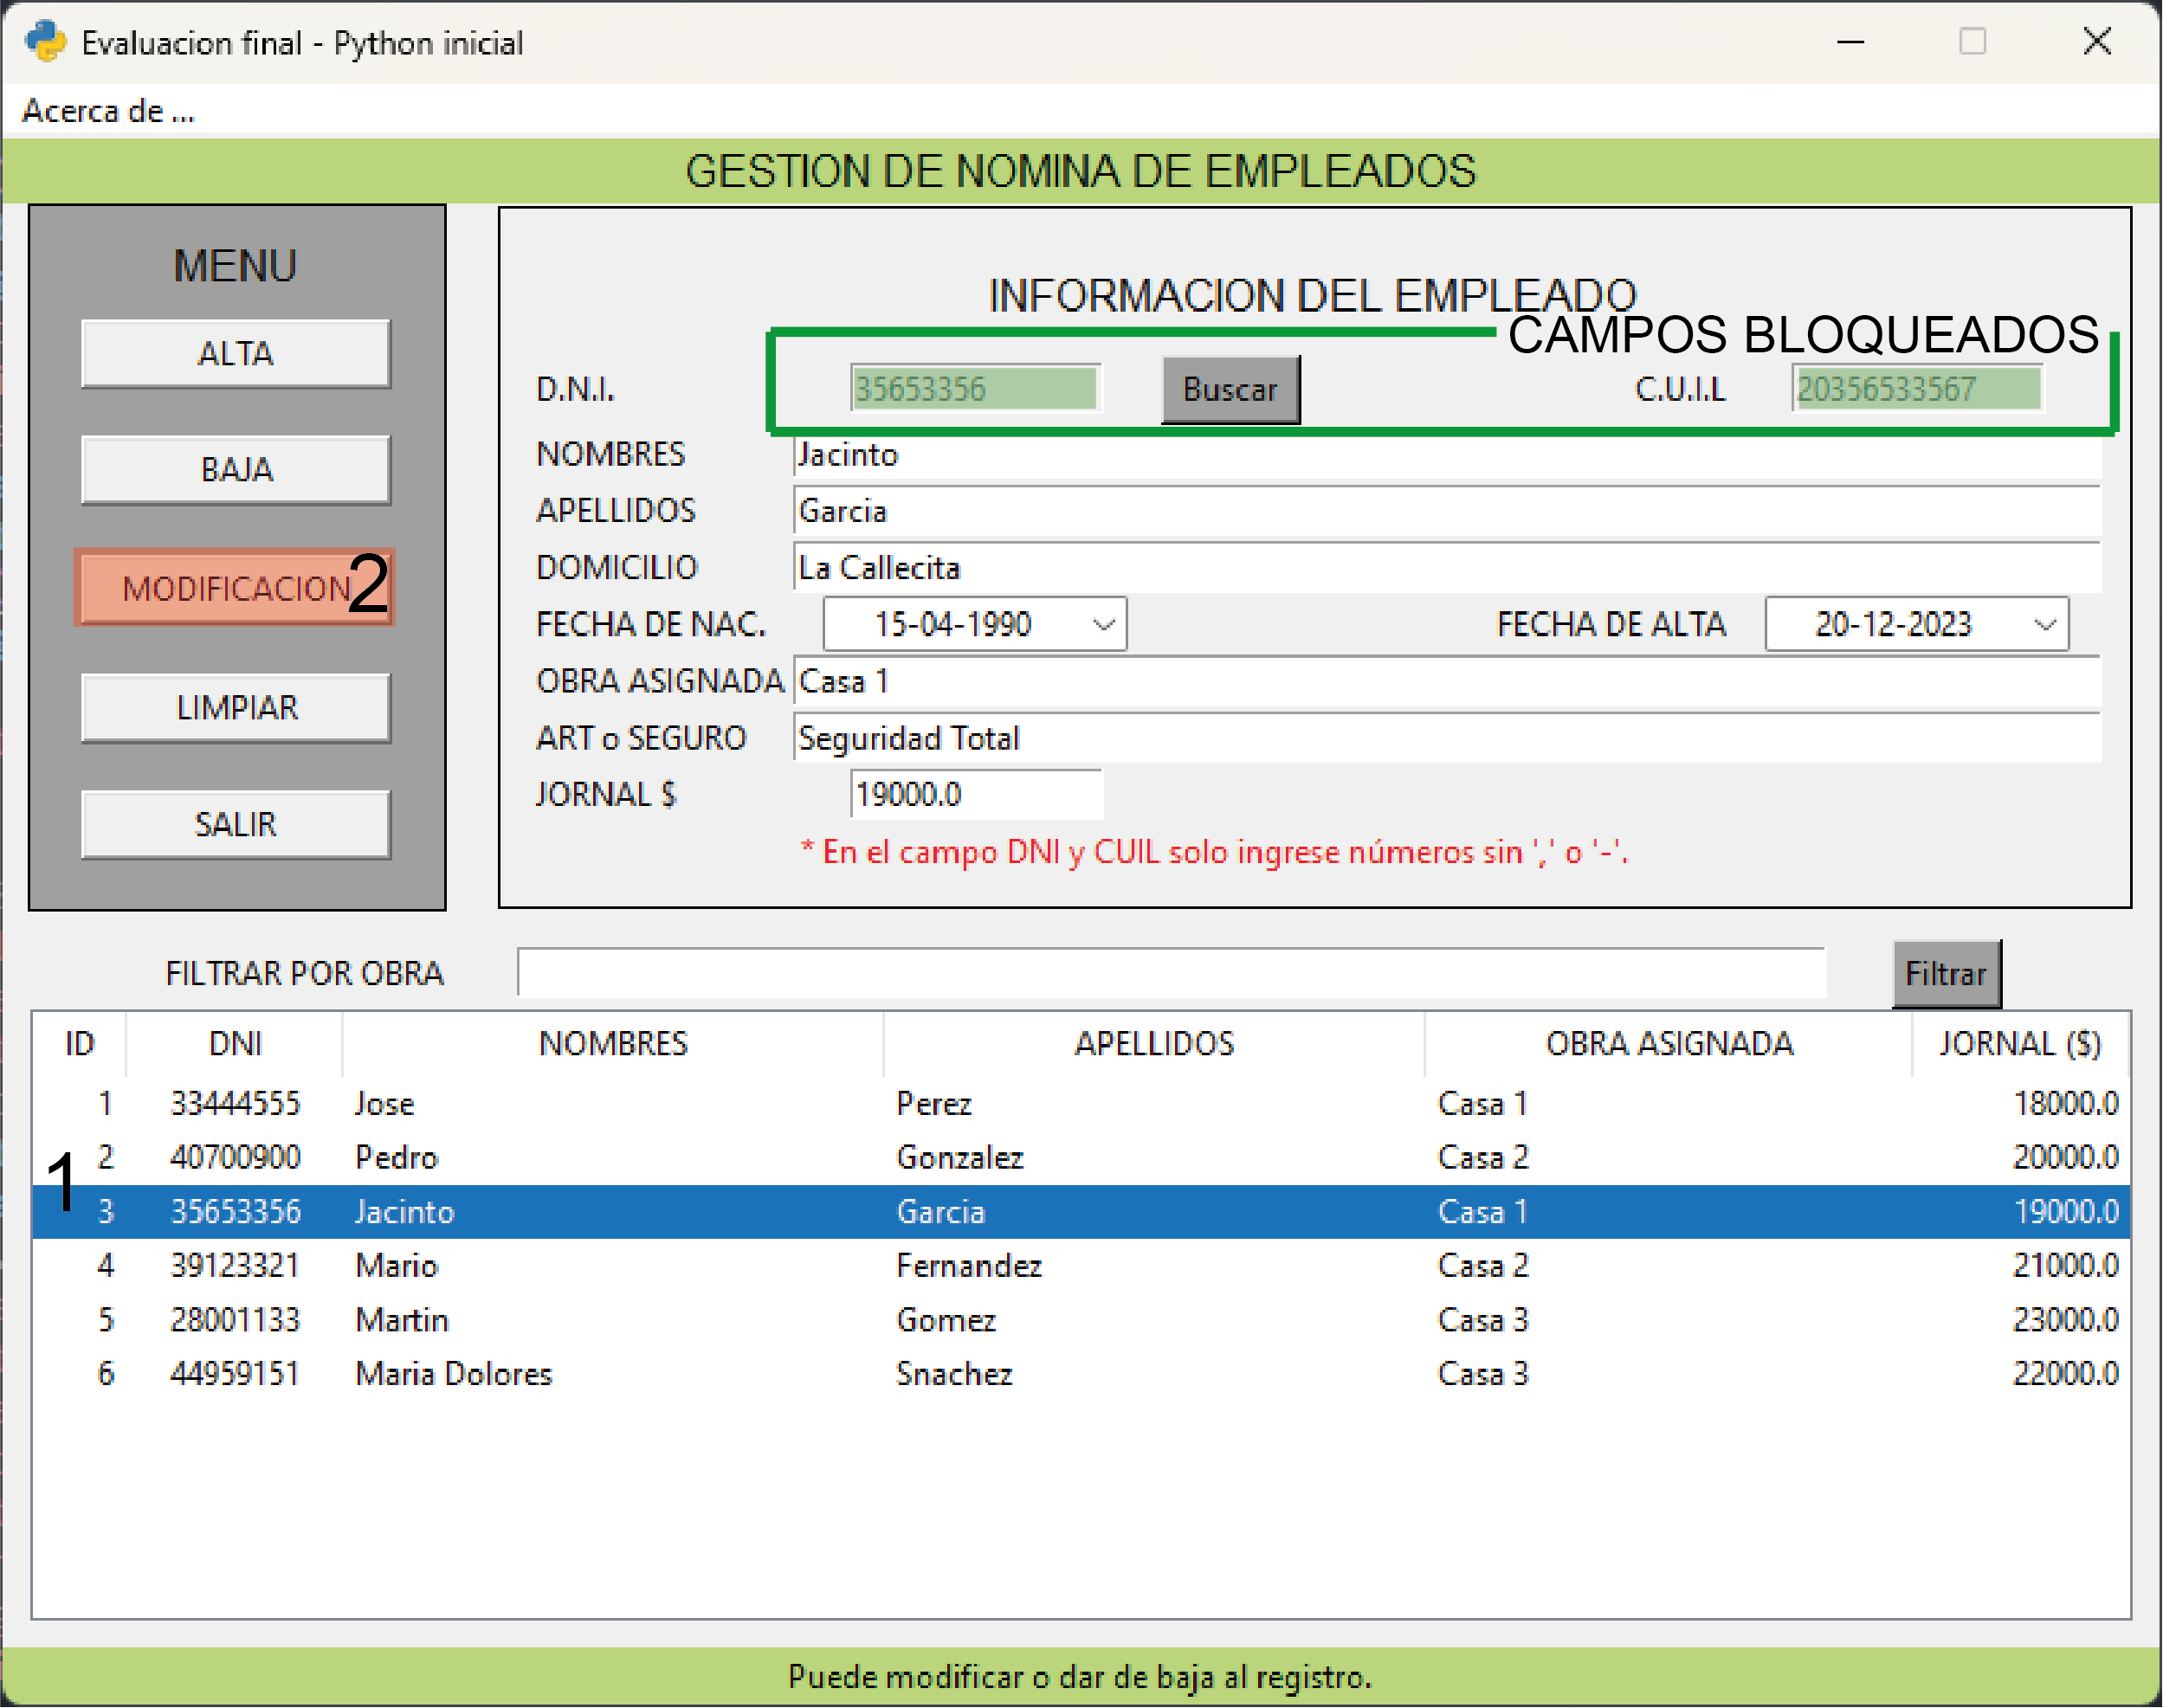 Evaluacion final - Python inicial
Acerca de ...
GESTION DE NOMINA DE EMPLEADOS
MENU
ALTA
BAJA
MODIFICACION 2
LIMPIAR
SALIR
INFORMACION DEL EMPLEADO
CAMPOS BLOQUEADOS
D.N.I. 35653356 Buscar C.U.I.L 20356533567
NOMBRES Jacinto
APELLIDOS Garcia
DOMICILIO La Callecita
FECHA DE NAC. 15-04-1990 FECHA DE ALTA 20-12-2023
OBRA ASIGNADA Casa 1
ART o SEGURO Seguridad Total
JORNAL $ 19000.0
* En el campo DNI y CUIL solo ingrese números sin ',' o '-'.
FILTRAR POR OBRA Filtrar
ID DNI NOMBRES APELLIDOS OBRA ASIGNADA JORNAL ($)
1 33444555 Jose Perez Casa 1 18000.0
2 40700900 Pedro Gonzalez Casa 2 20000.0
1
3 35653356 Jacinto Garcia Casa 1 19000.0
4 39123321 Mario Fernandez Casa 2 21000.0
5 28001133 Martin Gomez Casa 3 23000.0
6 44959151 Maria Dolores Snachez Casa 3 22000.0
Puede modificar o dar de baja al registro.